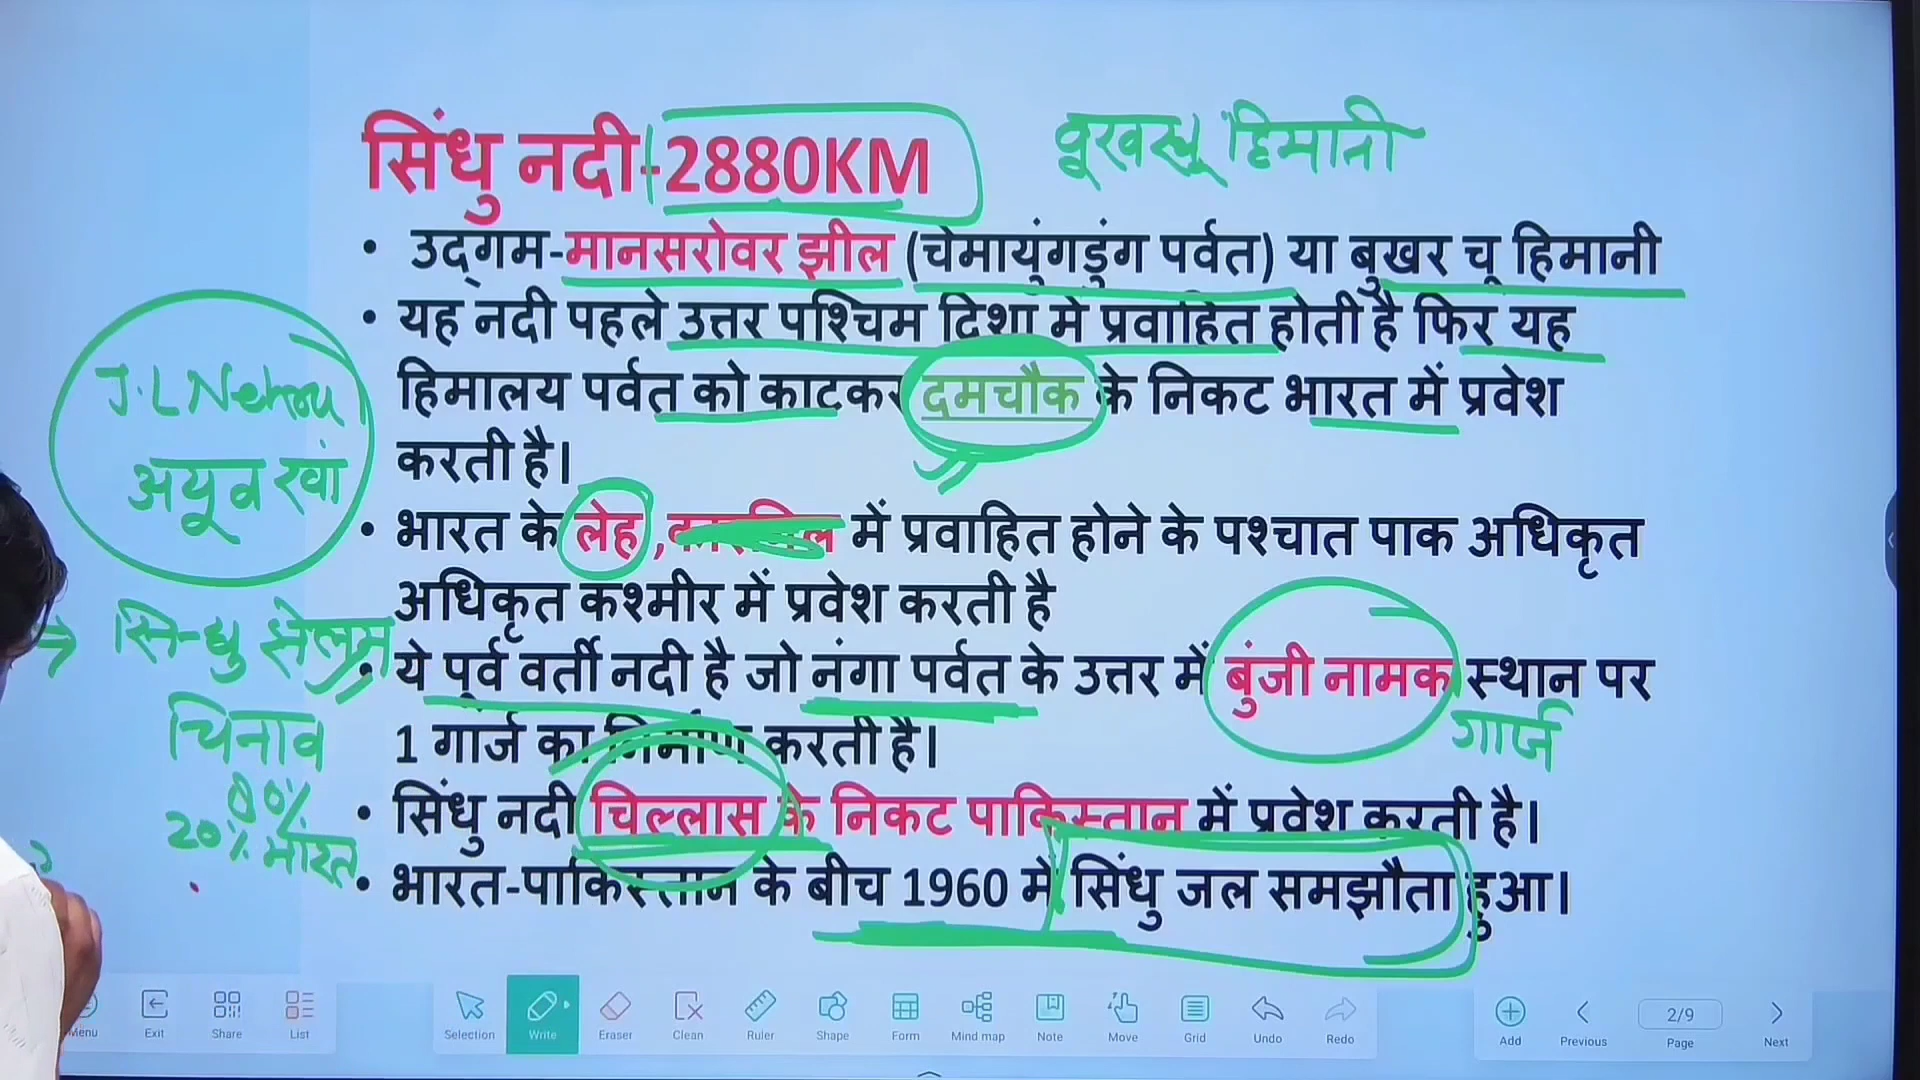 सिंधु नदी-2880KM
वूखस्थू हिमानी
• उद्गम-मानसरोवर झील (चेमायुंगडुंग पर्वत) या बुखर चू हिमानी
• यह नदी पहले उत्तर पश्चिम दिशा मे प्रवाहित होती है फिर यह
हिमालय पर्वत को काटकर दमचौक के निकट भारत में प्रवेश
करती है।
J.L Nehru
अयूव खां
• भारत के लेह ,कारगिल में प्रवाहित होने के पश्चात पाक अधिकृत
अधिकृत कश्मीर में प्रवेश करती है
→ सिन्धु झेलम
• ये पूर्व वर्ती नदी है जो नंगा पर्वत के उत्तर में बुंजी नामक स्थान पर
1 गार्ज का निर्माण करती है।
गार्ज
चिनाव
• सिंधु नदी चिल्लास के निकट पाकिस्तान में प्रवेश करती है।
20% भारत
• भारत-पाकिस्तान के बीच 1960 में सिंधु जल समझौता हुआ।
Menu Exit Share List Selection Write Eraser Clean Ruler Shape Form Mind map Note Move Grid Undo Redo Add Previous 2/9 Page Next